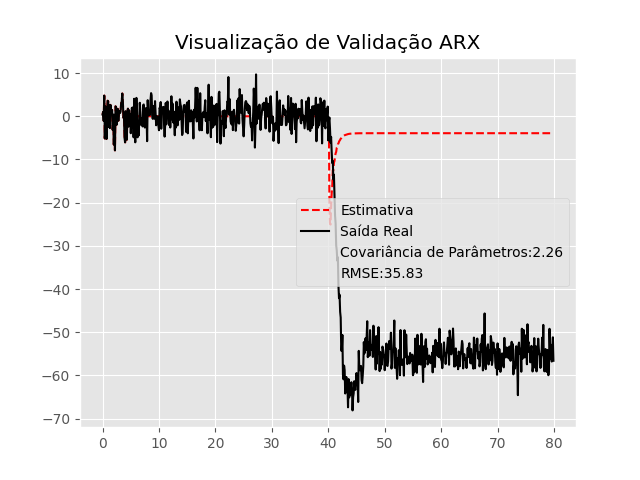 Visualização de Validação ARX
10
0
−10
−20
−30
−40
−50
−60
−70
Estimativa
Saída Real
Covariância de Parâmetros:2.26
RMSE:35.83
0 10 20 30 40 50 60 70 80